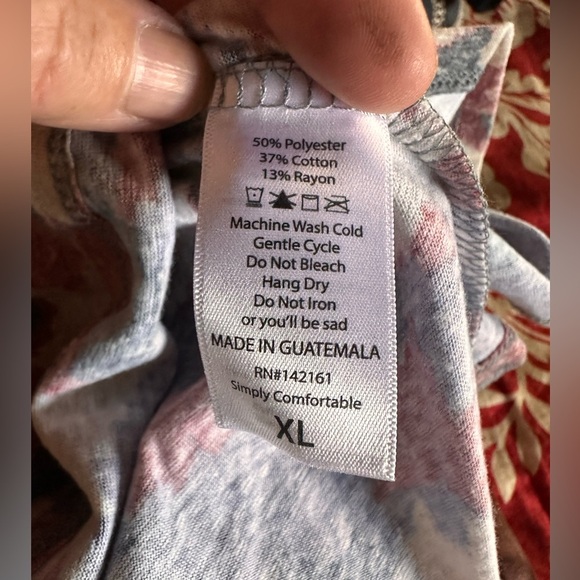 50% Polyester
37% Cotton
13% Rayon
Machine Wash Cold
Gentle Cycle
Do Not Bleach
Hang Dry
Do Not Iron
or you'll be sad
MADE IN GUATEMALA
RN#142161
Simply Comfortable
XL